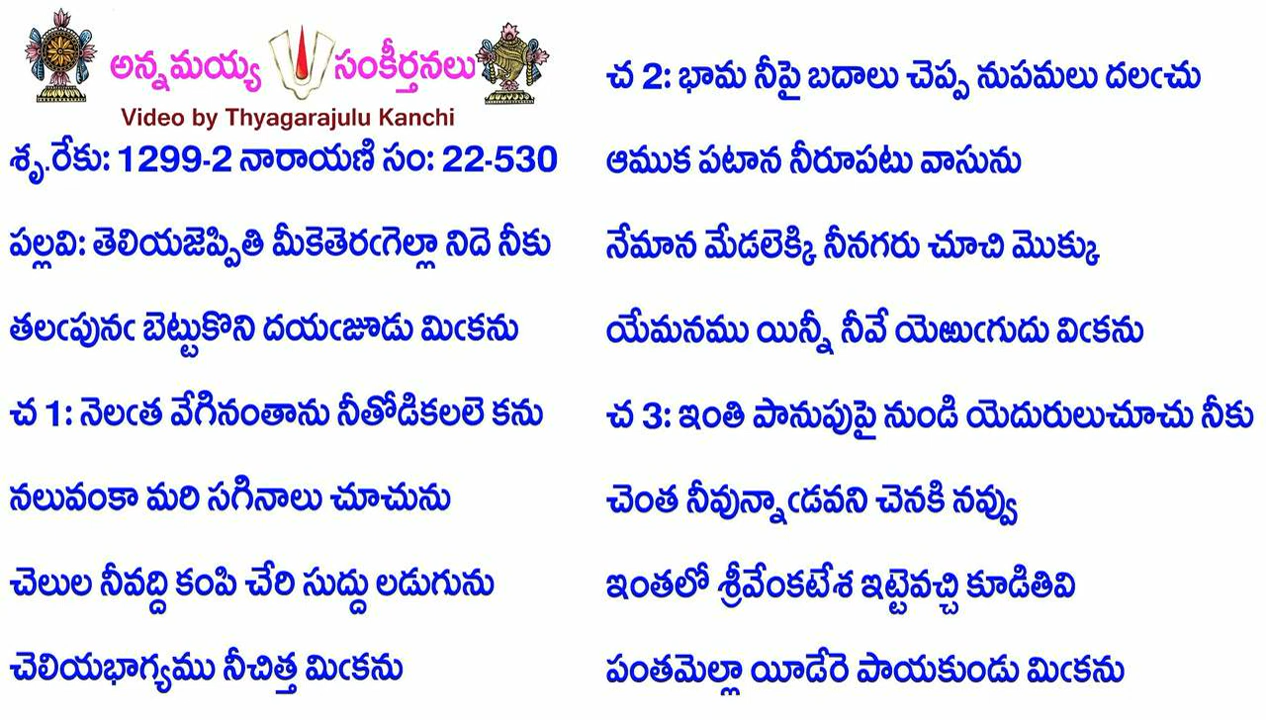 అన్నమయ్య సంకీర్తనలు
Video by Thyagarajulu Kanchi
శృ.రేకు: 1299-2 నారాయణి సం: 22-530
పల్లవి: తెలియజెప్పితి మీకెతెరఁగెల్లా నిదె నీకు
తలఁపునఁ బెట్టుకొని దయఁజూడు మిఁకను
చ 1: నెలఁత వేగినంతాను నీతోడికలలె కను
నలువంకా మరి సగినాలు చూచును
చెలుల నీవద్ది కంపి చేరి సుద్దు లడుగును
చెలియభాగ్యము నీచిత్త మిఁకను
చ 2: భామ నీపై బదాలు చెప్ప నుపమలు దలఁచు
ఆముక పటాన నీరూపటు వాసును
నేమాన మేడలెక్కి నీనగరు చూచి మొక్కు
యేమనము యిన్నీ నీవే యెఱుఁగుదు విఁకను
చ 3: ఇంతి పానుపుపై నుండి యెదురులుచూచు నీకు
చెంత నీవున్నాఁడవని చెనకి నవ్వు
ఇంతలో శ్రీవేంకటేశ ఇట్టెవచ్చి కూడితివి
పంతమెల్లా యీడేరె పాయకుండు మిఁకను